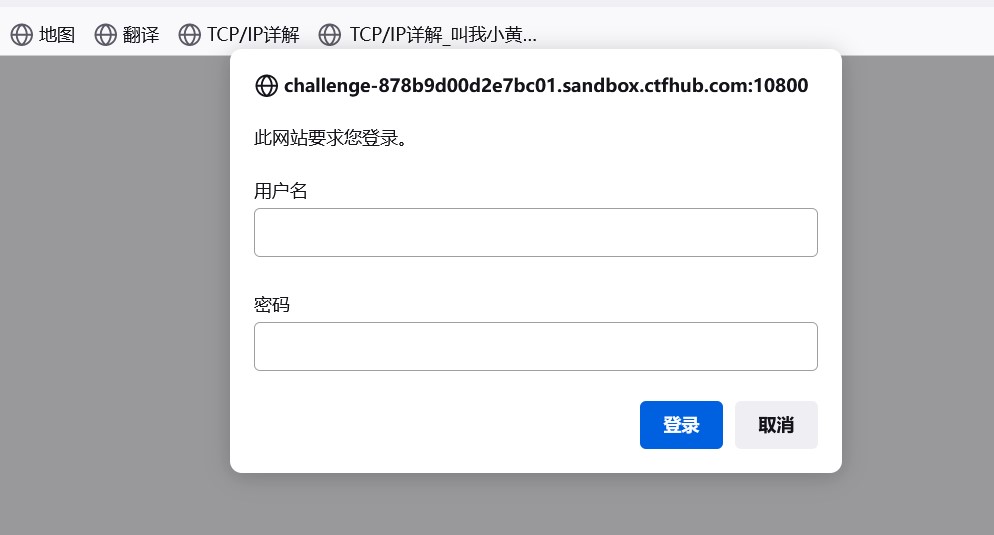 地图 翻译 TCP/IP详解 TCP/IP详解_叫我小黄...
challenge-878b9d00d2e7bc01.sandbox.ctfhub.com:10800
此网站要求您登录。
用户名
密码
登录 取消